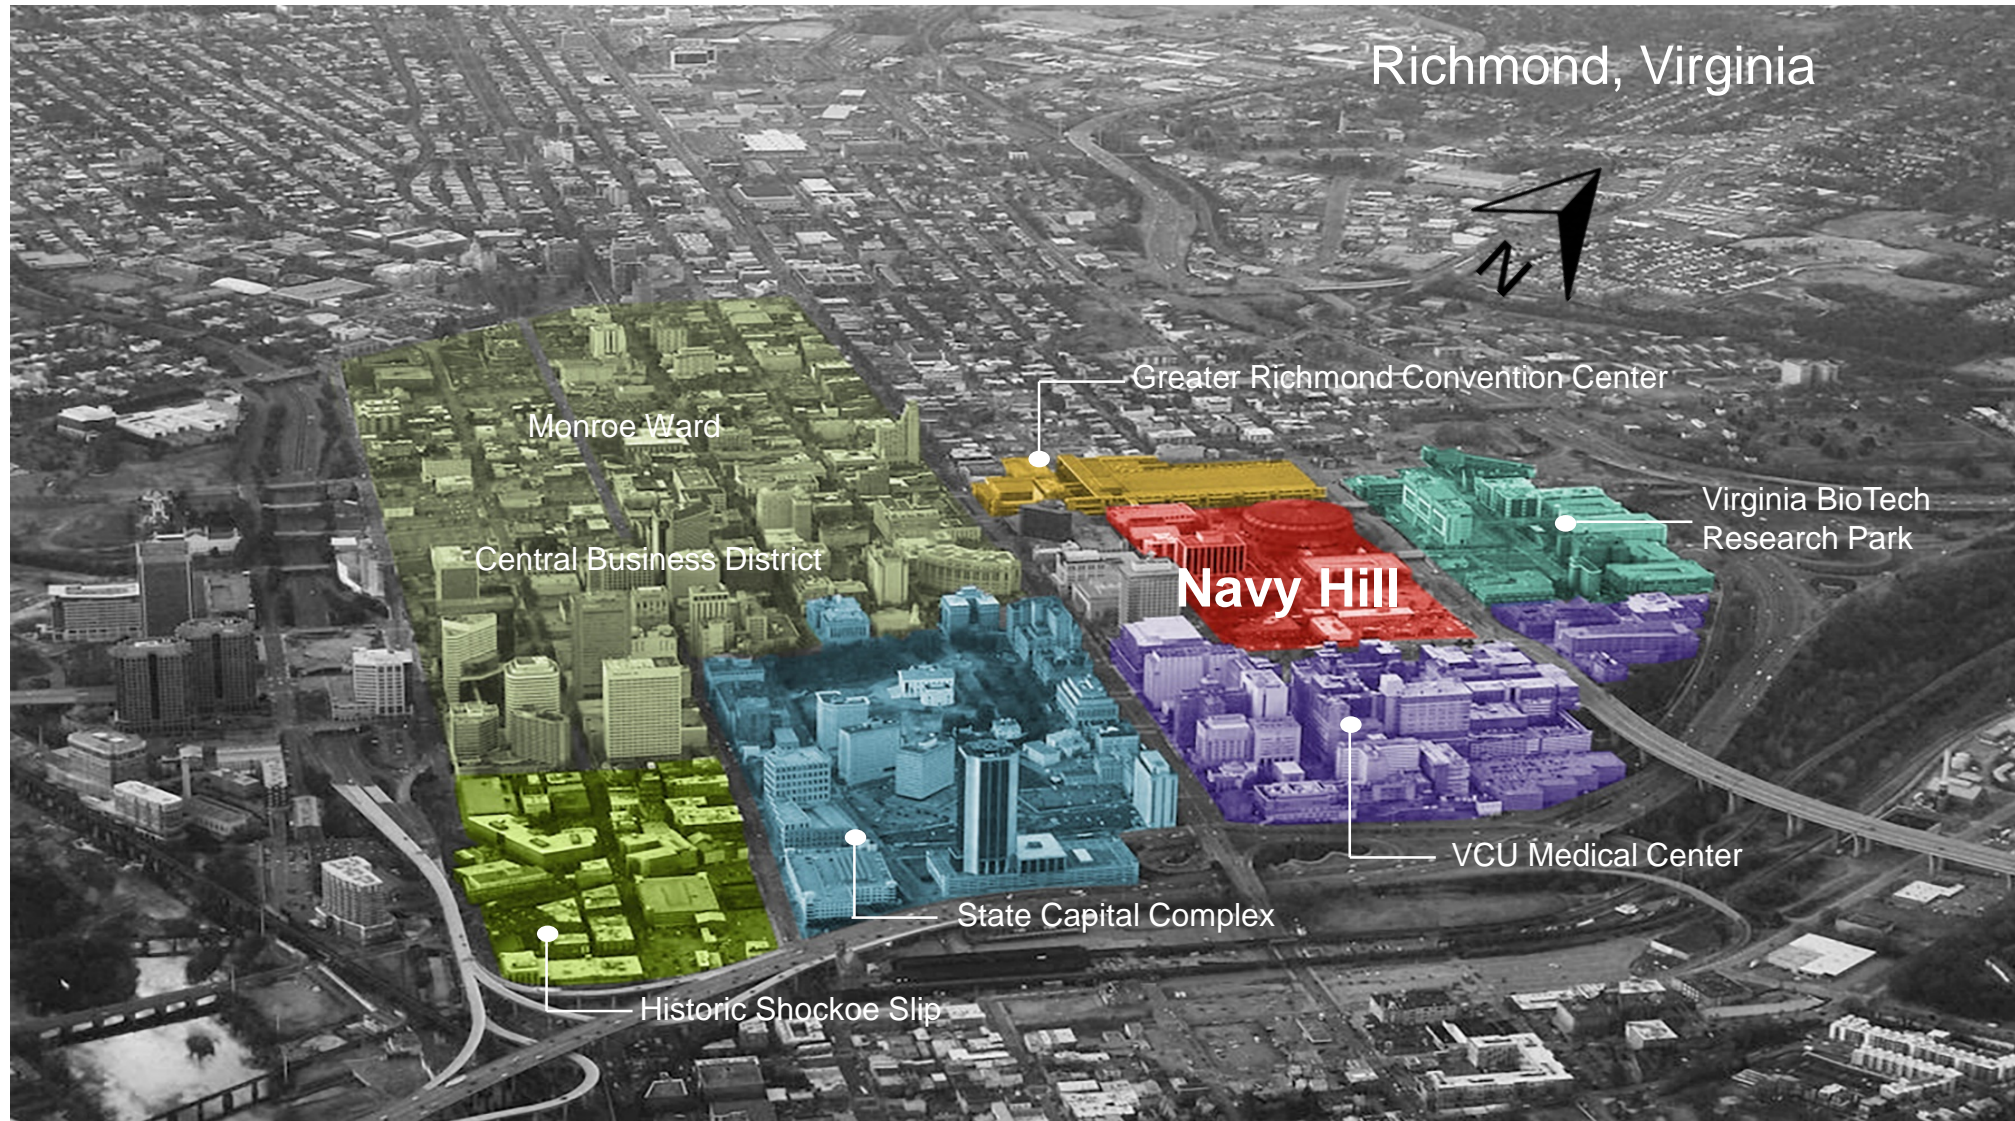 Richmond, Virginia
N
Greater Richmond Convention Center
Monroe Ward
Virginia BioTech
Research Park
Central Business District
Navy Hill
VCU Medical Center
State Capital Complex
Historic Shockoe Slip